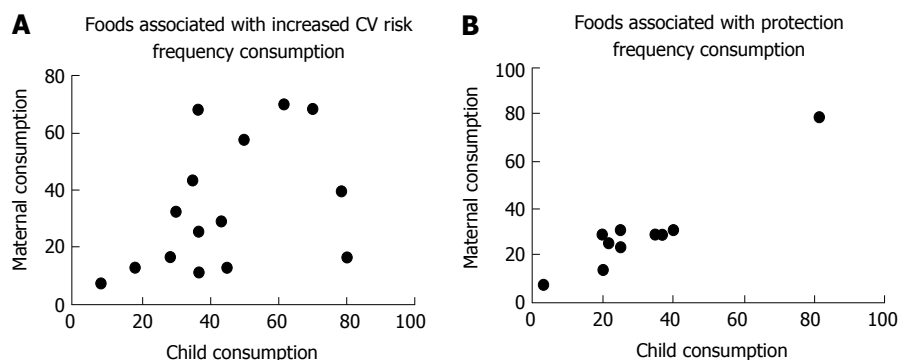 A
Foods associated with increased CV risk
frequency consumption
80
60
40
20
0
Maternal consumption
0 20 40 60 80 100
Child consumption
B
Foods associated with protection
frequency consumption
100
80
60
40
20
0
Maternal consumption
0 20 40 60 80 100
Child consumption